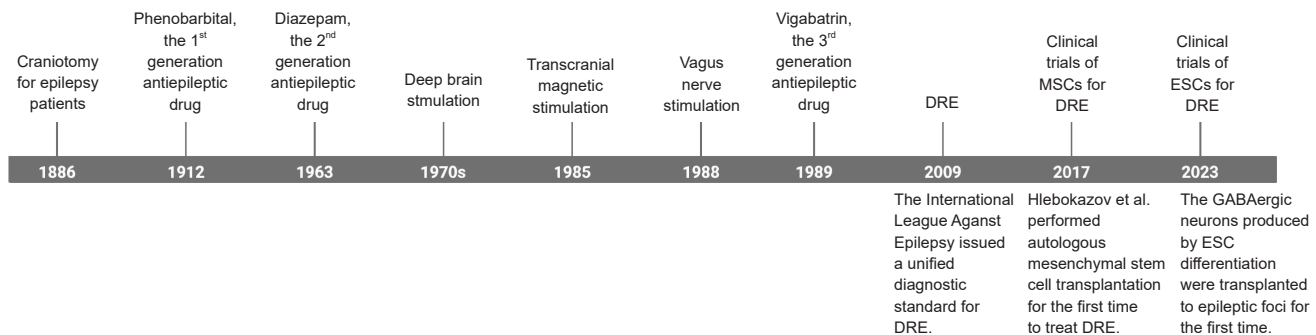 Craniotomy
for epilepsy
patients
Phenobarbital,
the 1st
generation
antiepileptic
drug
Diazepam,
the 2nd
generation
antiepileptic
drug
Deep brain
stmulation
Transcranial
magnetic
stimulation
Vagus
nerve
stimulation
Vigabatrin,
the 3rd
generation
antiepileptic
drug
DRE
Clinical
trials of
MSCs for
DRE
Clinical
trials of
ESCs for
DRE
1886 1912 1963 1970s 1985 1988 1989 2009 2017 2023
The International
League Aganst
Epilepsy issued
a unified
diagnostic
standard for
DRE.
Hlebokazov et al.
performed
autologous
mesenchymal stem
cell transplantation
for the first time
to treat DRE.
The GABAergic
neurons produced
by ESC
differentiation
were transplanted
to epileptic foci for
the first time.